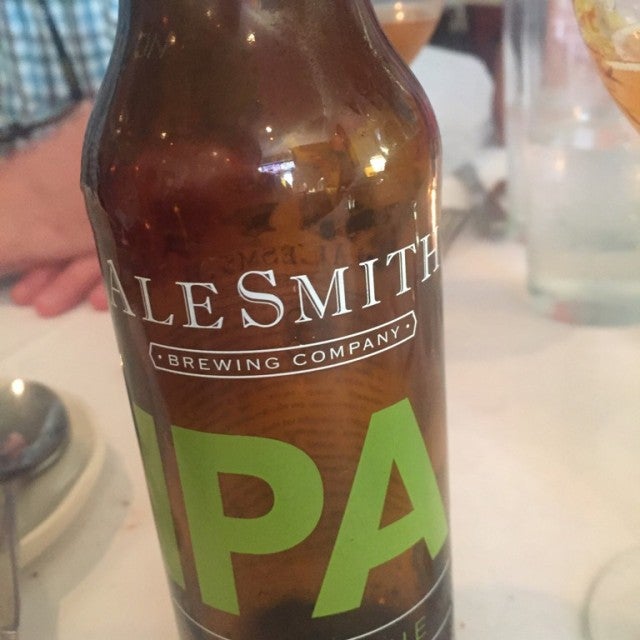 ALESMITH
· BREWING COMPANY ·
IPA